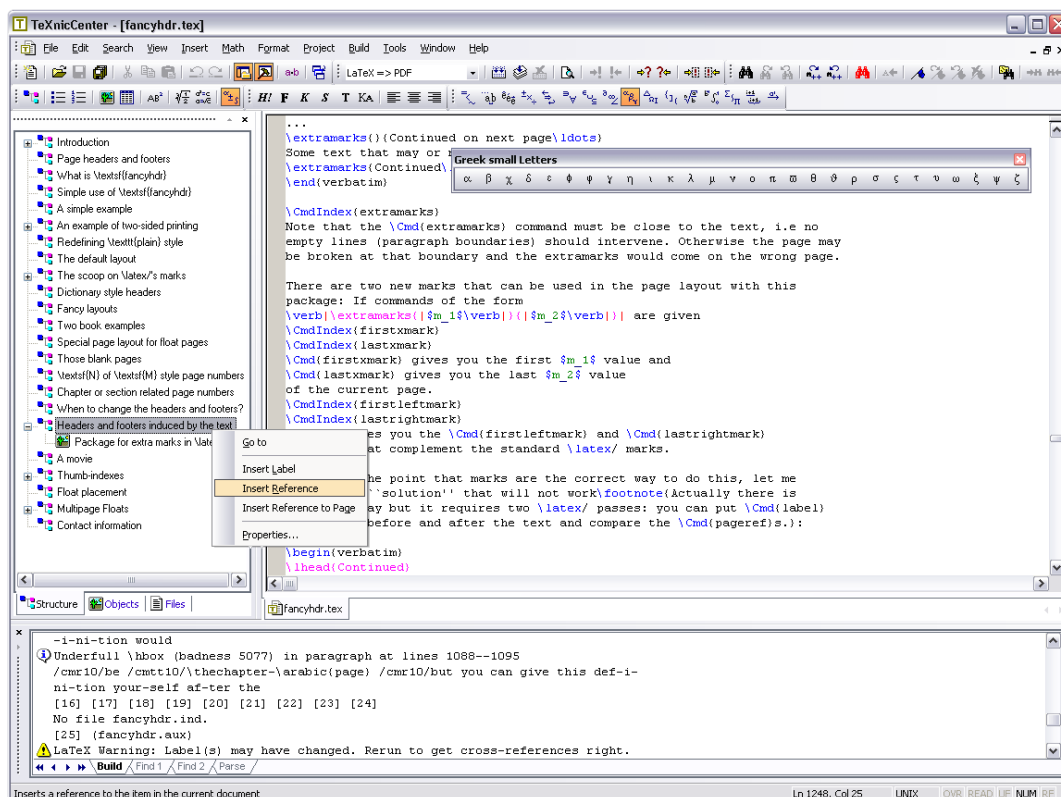 TeXnicCenter - [fancyhdr.tex]
File Edit Search View Insert Math Format Project Build Tools Window Help
LaTeX => PDF
H! F K S T KA
Introduction
Page headers and footers
What is \textsf{fancyhdr}
Simple use of \textsf{fancyhdr}
A simple example
An example of two-sided printing
Redefining \texttt{plain} style
The default layout
The scoop on \latex/'s marks
Dictionary style headers
Fancy layouts
Two book examples
Special page layout for float pages
Those blank pages
\textsf{N} of \textsf{M} style page numbers
Chapter or section related page numbers
When to change the headers and footers?
Headers and footers induced by the text
Package for extra marks in \late
A movie
Thumb-indexes
Float placement
Multipage Floats
Contact information
Structure Objects Files
Go to
Insert Label
Insert Reference
Insert Reference to Page
Properties...
...
\extramarks{}{Continued on next page\ldots}
Some text that may or
\extramarks{Continued\
\end{verbatim}
Greek small Letters
α β χ δ ε ϕ φ γ η ι κ λ μ ν ο π ϖ θ ϑ ρ σ ς τ υ ω ξ ψ ζ
\CmdIndex{extramarks}
Note that the \Cmd{extramarks} command must be close to the text, i.e no
empty lines (paragraph boundaries) should intervene. Otherwise the page may
be broken at that boundary and the extramarks would come on the wrong page.
There are two new marks that can be used in the page layout with this
package: If commands of the form
\verb|\extramarks{|$m_1$\verb|}{|$m_2$\verb|}| are given
\CmdIndex{firstxmark}
\CmdIndex{lastxmark}
\Cmd{firstxmark} gives you the first $m_1$ value and
\Cmd{lastxmark} gives you the last $m_2$ value
of the current page.
\CmdIndex{firstleftmark}
\CmdIndex{lastrightmark}
es you the \Cmd{firstleftmark} and \Cmd{lastrightmark}
at complement the standard \latex/ marks.
he point that marks are the correct way to do this, let me
``solution'' that will not work\footnote{Actually there is
ay but it requires two \latex/ passes: you can put \Cmd{label}
before and after the text and compare the \Cmd{pageref}s.}:
\begin{verbatim}
\lhead{Continued}
fancyhdr.tex
-i-ni-tion would
Underfull \hbox (badness 5077) in paragraph at lines 1088--1095
/cmr10/be /cmtt10/\thechapter-\arabic{page} /cmr10/but you can give this def-i-
ni-tion your-self af-ter the
[16] [17] [18] [19] [20] [21] [22] [23] [24]
No file fancyhdr.ind.
[25] (fancyhdr.aux)
LaTeX Warning: Label(s) may have changed. Rerun to get cross-references right.
Build Find 1 Find 2 Parse
Inserts a reference to the item in the current document
Ln 1248, Col 25 UNIX OVR READ LF NUM RE